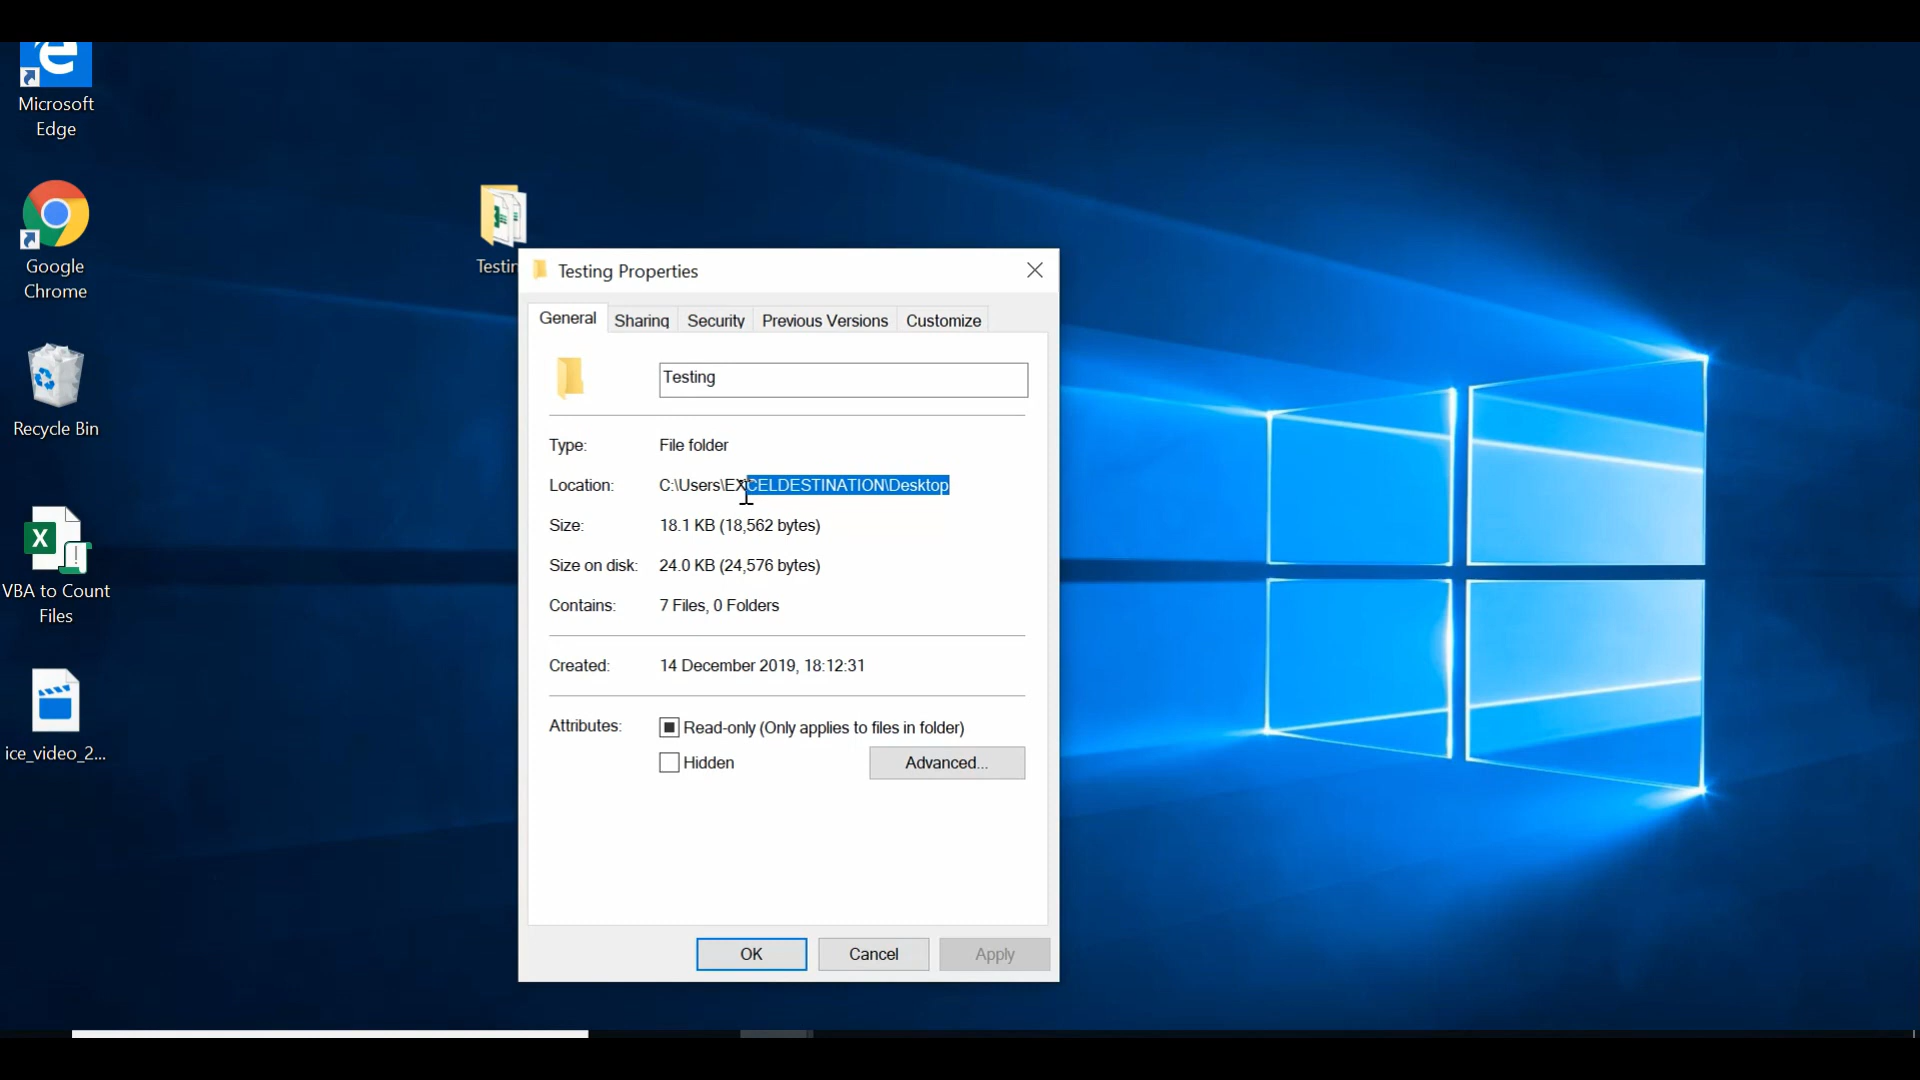 Microsoft
Edge
Google
Chrome
Recycle Bin
VBA to Count
Files
ice_video_2...
Testin
Testing Properties
General Sharing Security Previous Versions Customize
Testing
Type: File folder
Location: C:\Users\EXCELDESTINATION\Desktop
Size: 18.1 KB (18,562 bytes)
Size on disk: 24.0 KB (24,576 bytes)
Contains: 7 Files, 0 Folders
Created: 14 December 2019, 18:12:31
Attributes: Read-only (Only applies to files in folder)
Hidden Advanced...
OK Cancel Apply